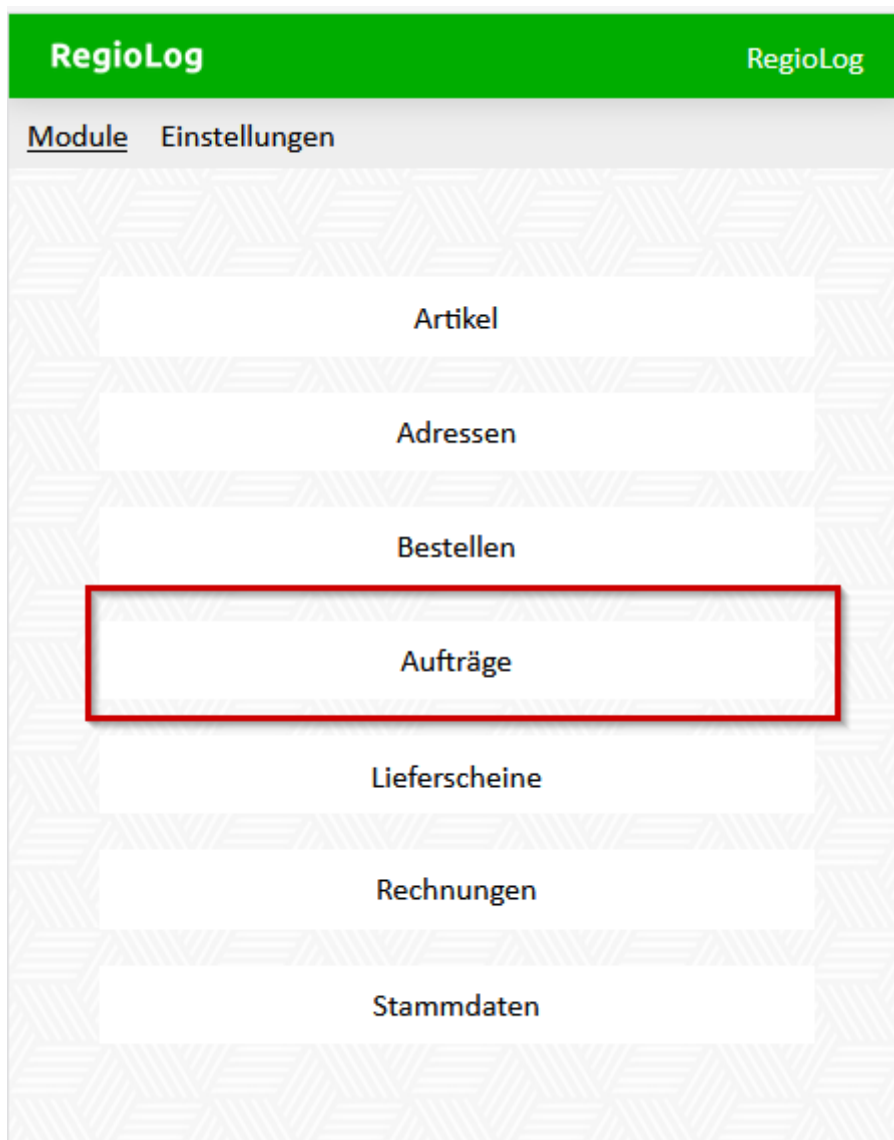 RegioLog RegioLog
Module Einstellungen
Artikel
Adressen
Bestellen
Aufträge
Lieferscheine
Rechnungen
Stammdaten